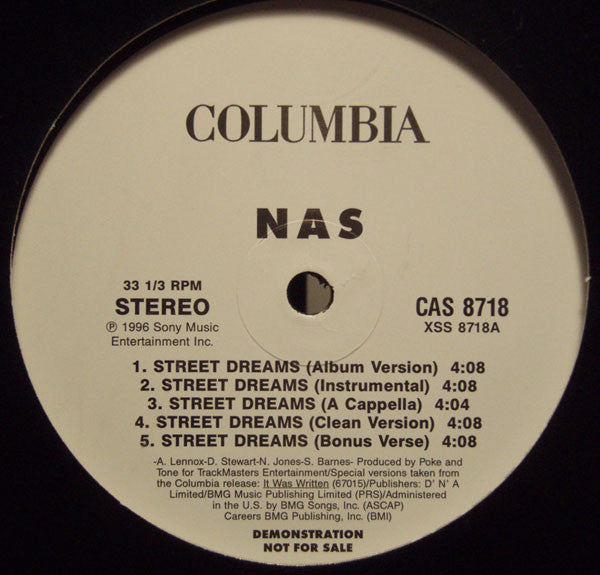 COLUMBIA
NAS
33 1/3 RPM
STEREO
℗ 1996 Sony Music
Entertainment Inc.
CAS 8718
XSS 8718A
1. STREET DREAMS (Album Version) 4:08
2. STREET DREAMS (Instrumental) 4:08
3. STREET DREAMS (A Cappella) 4:04
4. STREET DREAMS (Clean Version) 4:08
5. STREET DREAMS (Bonus Verse) 4:08
-A. Lennox-D. Stewart-N. Jones-S. Barnes- Produced by Poke and
Tone for TrackMasters Entertainment/Special versions taken from
the Columbia release: It Was Written (67015)/Publishers: D' N' A
Limited/BMG Music Publishing Limited (PRS)/Administered
in the U.S. by BMG Songs, Inc. (ASCAP)
Careers BMG Publishing, Inc. (BMI)
DEMONSTRATION
NOT FOR SALE